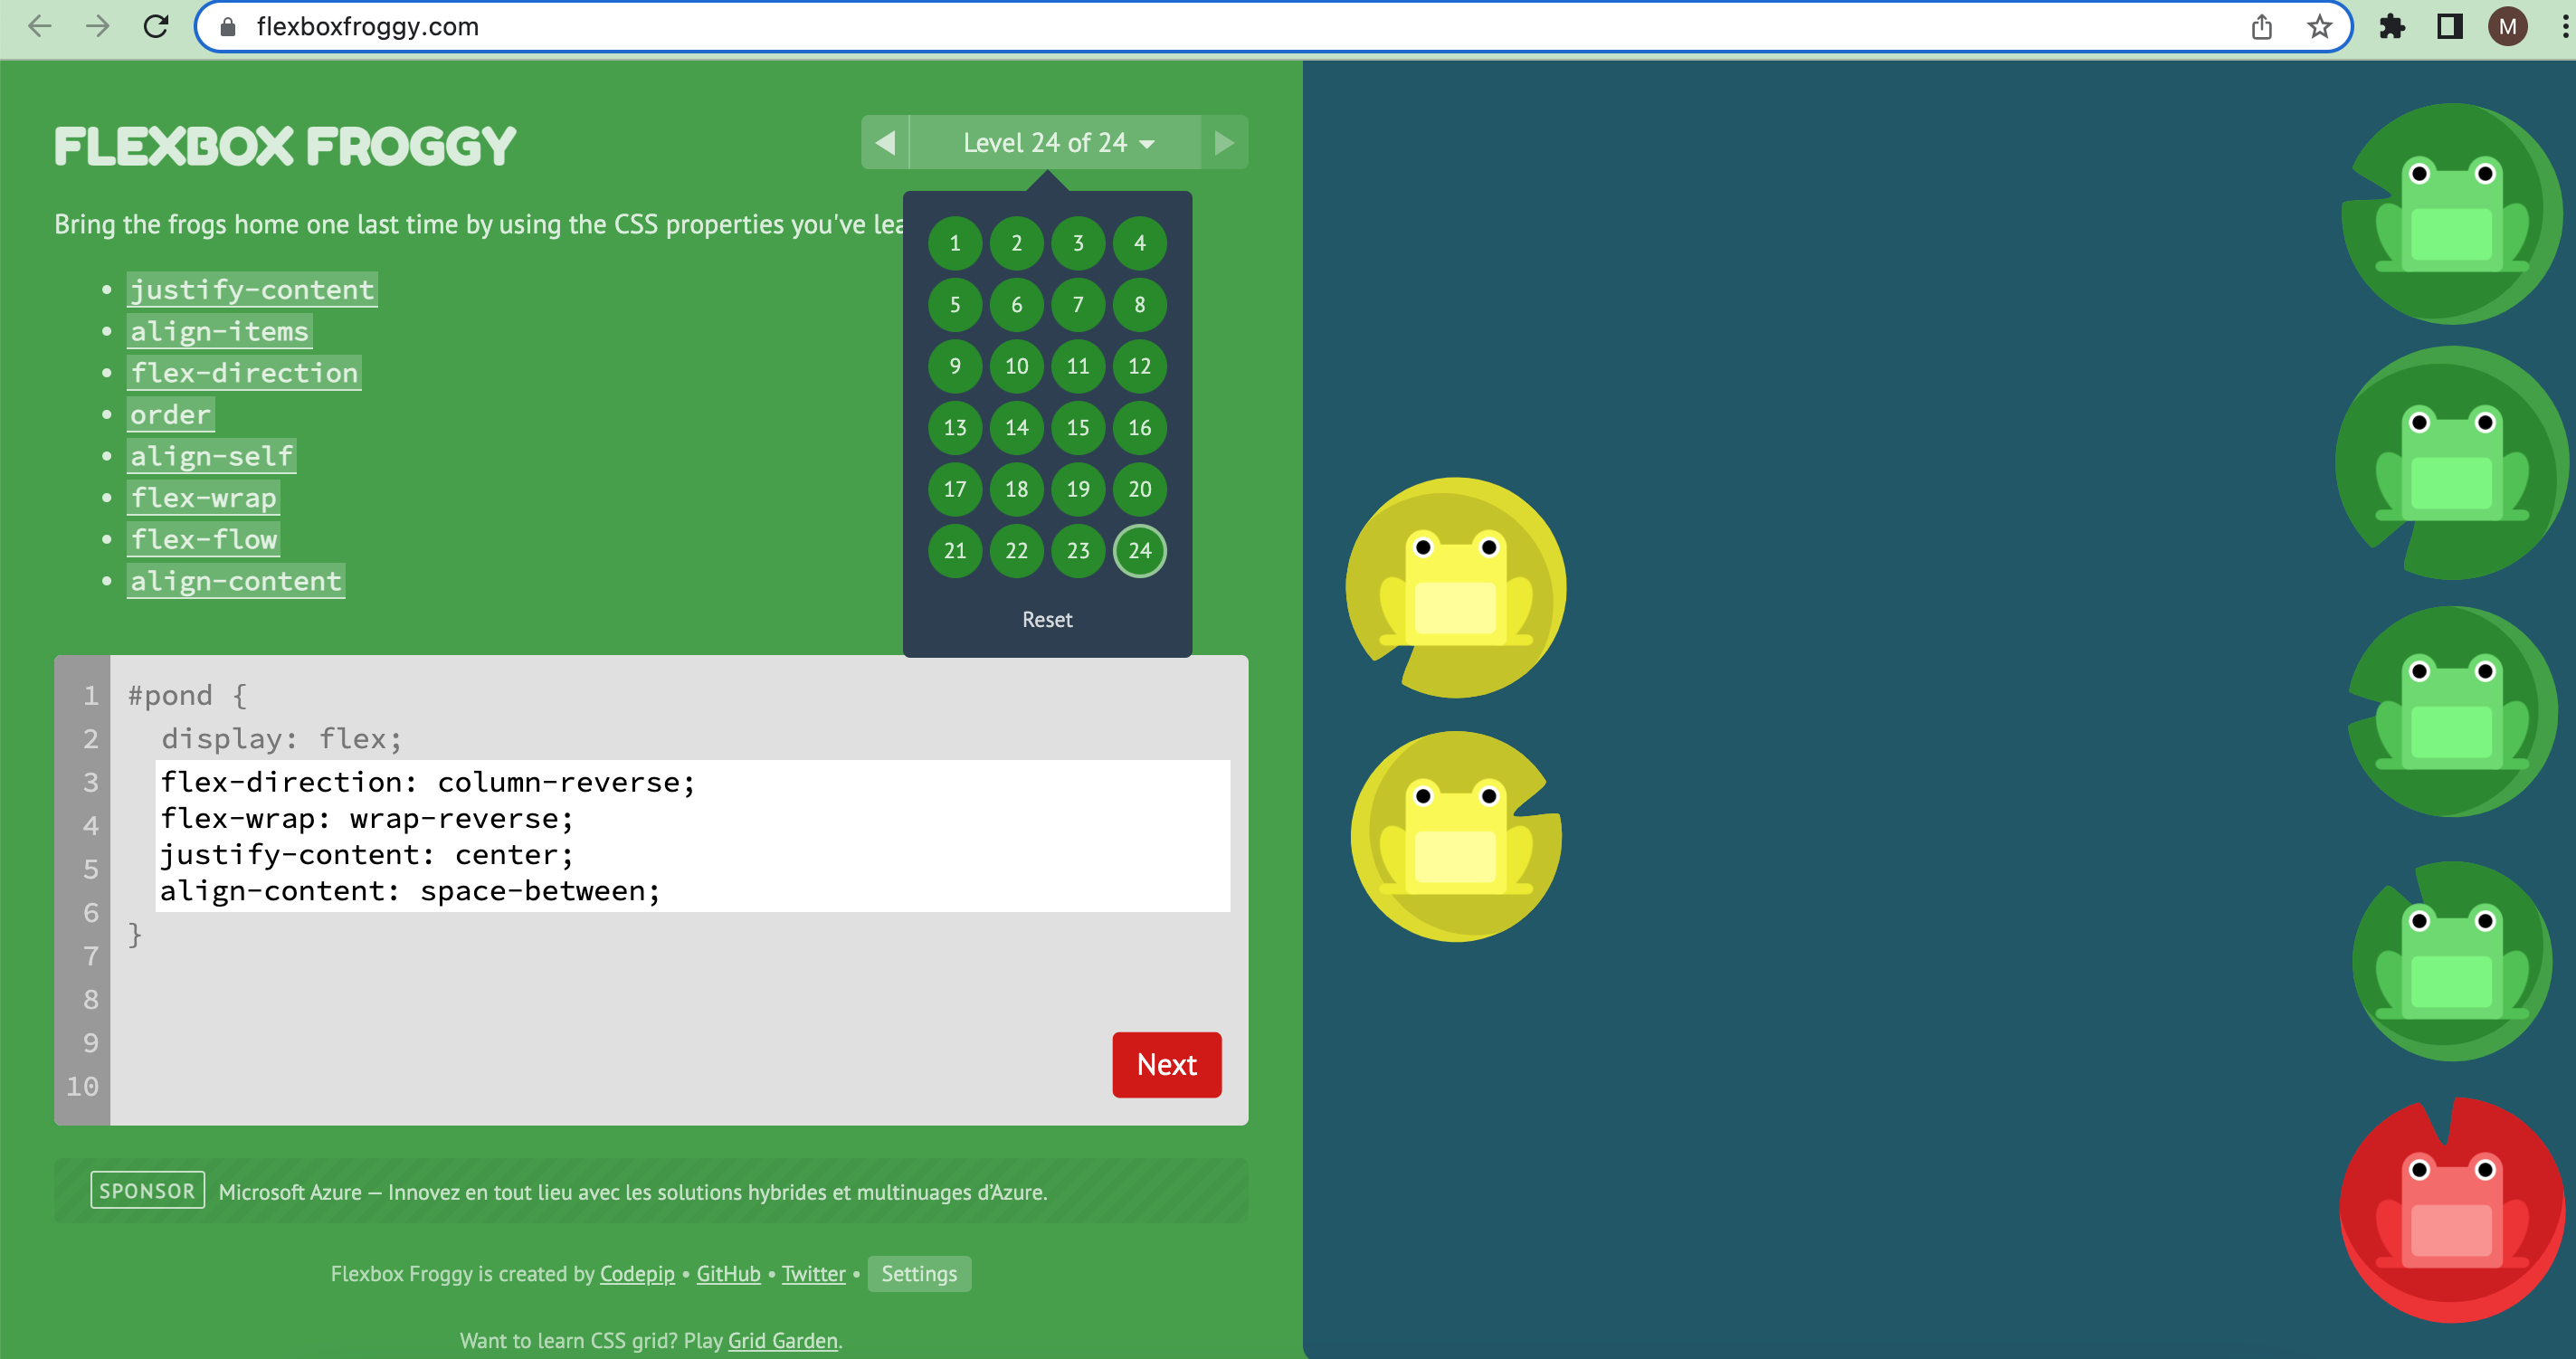 flexboxfroggy.com
M
FLEXBOX FROGGY
Level 24 of 24
Bring the frogs home one last time by using the CSS properties you've lea
justify-content
align-items
flex-direction
order
align-self
flex-wrap
flex-flow
align-content
1 2 3 4
5 6 7 8
9 10 11 12
13 14 15 16
17 18 19 20
21 22 23 24
Reset
1 #pond {
2 display: flex;
3 flex-direction: column-reverse;
4 flex-wrap: wrap-reverse;
5 justify-content: center;
6 align-content: space-between;
7 }
8
9
10
Next
SPONSOR Microsoft Azure — Innovez en tout lieu avec les solutions hybrides et multinuages d’Azure.
Flexbox Froggy is created by Codepip • GitHub • Twitter • Settings
Want to learn CSS grid? Play Grid Garden.